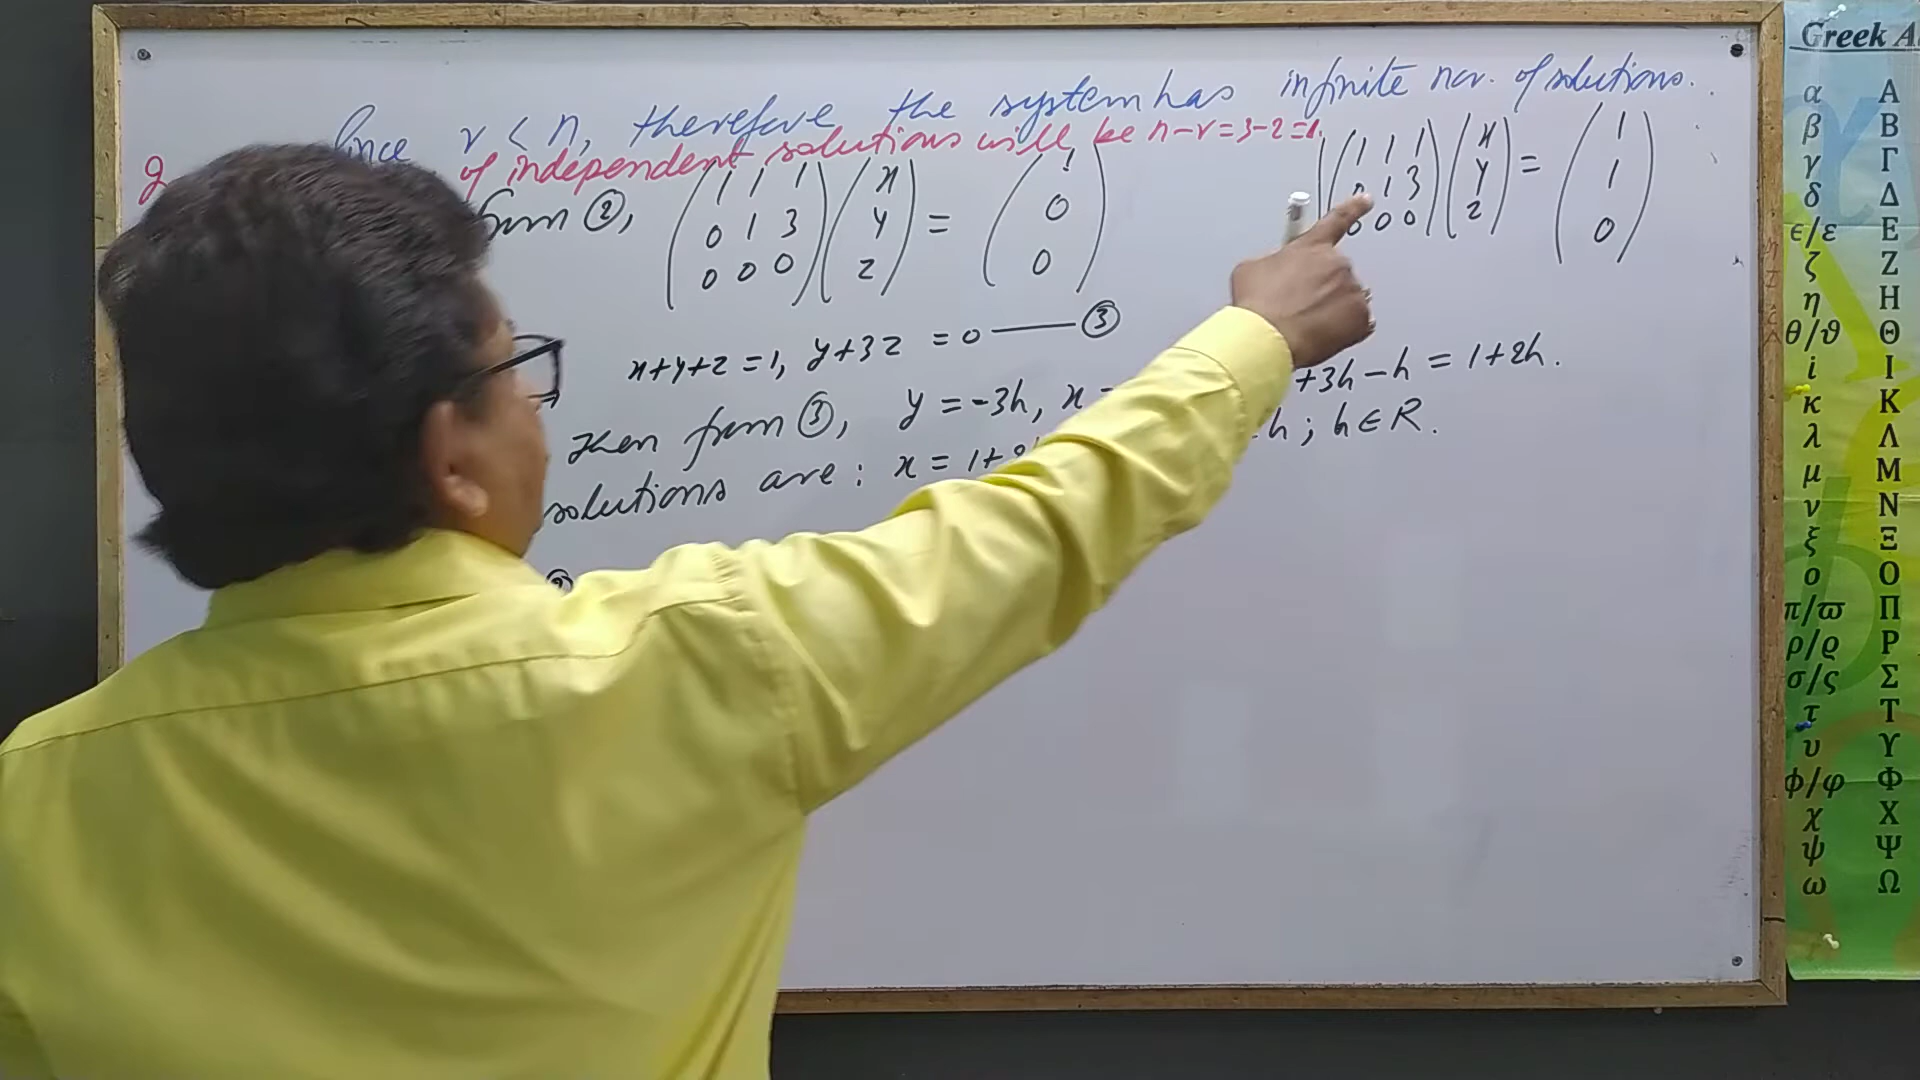 Since r < n, therefore the system has infinite no. of solutions.
of independent solutions will be n-r=3-2=1.
from ②, (1 1 1 / 0 1 3 / 0 0 0) (x / y / z) = (1 / 0 / 0)
(1 1 1 / 0 1 3 / 0 0 0) (x / y / z) = (1 / 1 / 0)
x+y+z =1, y+3z =0 —— ③
Then from ③, y = -3h, x = +3h-h = 1+2h.
solutions are: x = 1+2h h; h∈R.
Greek A
α A
β B
γ Γ
δ Δ
ϵ/ε E
ζ Z
η H
θ/ϑ Θ
i I
κ K
λ Λ
μ M
ν N
ξ Ξ
o O
π/ϖ Π
ρ/ϱ P
σ/ς Σ
τ T
υ ϒ
ϕ/φ Φ
χ X
ψ Ψ
ω Ω